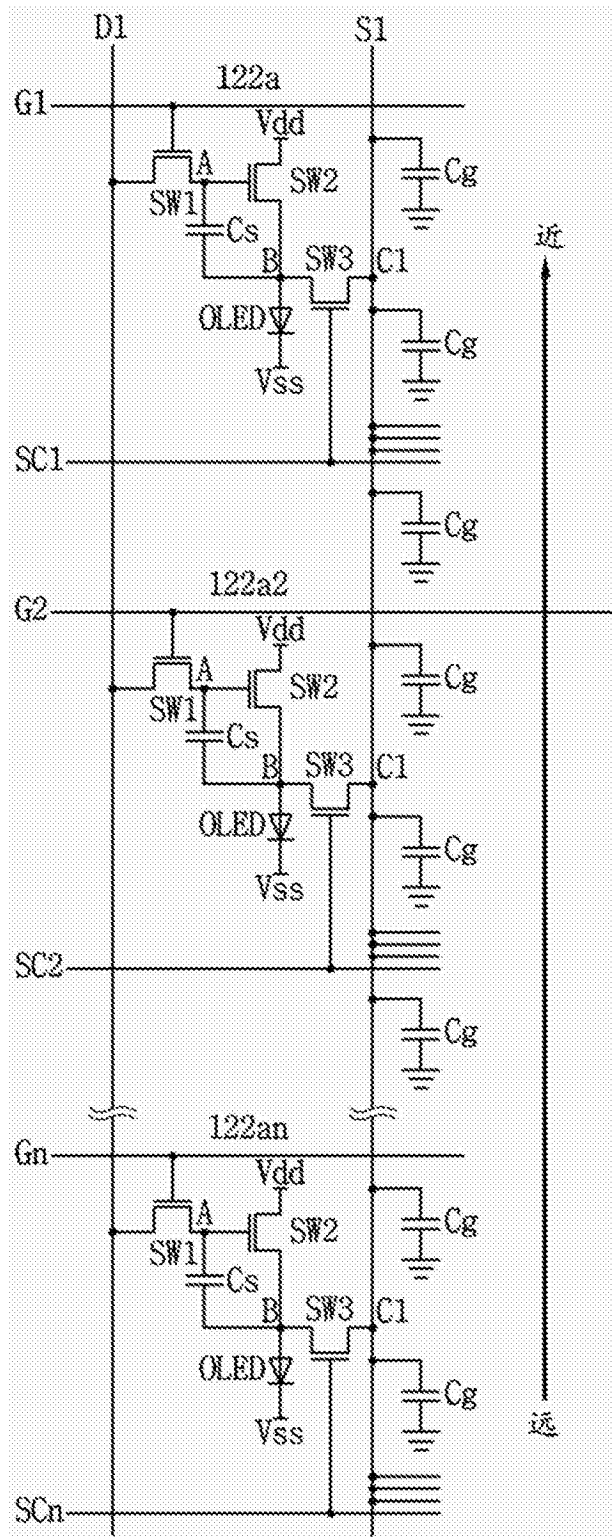 D1 S1
G1 122a
Vdd
A SW2 Cg
SW1
Cs 近
B SW3 C1
OLED Cg
Vss
SC1
Cg
122a2
G2 Vdd
A SW2 Cg
SW1
Cs
B SW3 C1
OLED Cg
Vss
SC2
Cg
122an
Gn Vdd
A SW2 Cg
SW1
Cs
B SW3 C1
OLED Cg
Vss 远
SCn